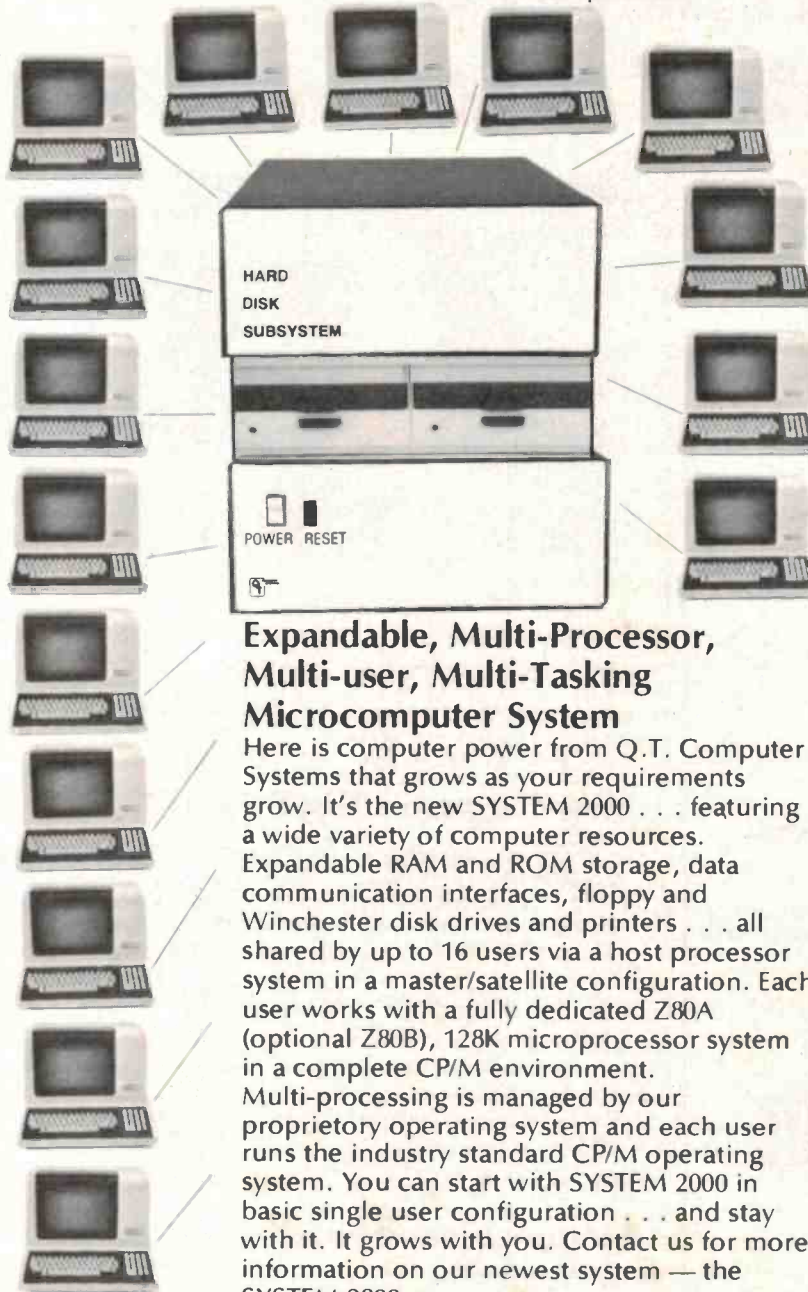 HARD
DISK
SUBSYSTEM
POWER RESET
Expandable, Multi-Processor,
Multi-user, Multi-Tasking
Microcomputer System
Here is computer power from Q.T. Computer
Systems that grows as your requirements
grow. It's the new SYSTEM 2000 . . . featuring
a wide variety of computer resources.
Expandable RAM and ROM storage, data
communication interfaces, floppy and
Winchester disk drives and printers . . . all
shared by up to 16 users via a host processor
system in a master/satellite configuration. Each
user works with a fully dedicated Z80A
(optional Z80B), 128K microprocessor system
in a complete CP/M environment.
Multi-processing is managed by our
proprietory operating system and each user
runs the industry standard CP/M operating
system. You can start with SYSTEM 2000 in
basic single user configuration . . . and stay
with it. It grows with you. Contact us for more
information on our newest system — the